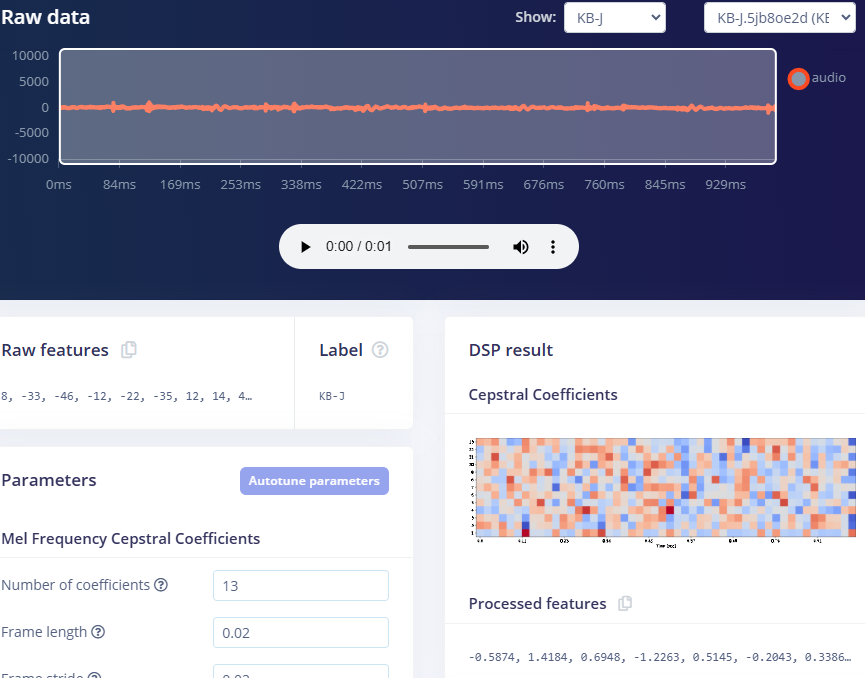 Raw data
Show:
KB-J
KB-J.5jb8oe2d (KE
10000
5000
0
-5000
-10000
0ms 84ms 169ms 253ms 338ms 422ms 507ms 591ms 676ms 760ms 845ms 929ms
audio
0:00 / 0:01
Raw features
8, -33, -46, -12, -22, -35, 12, 14, 4…
Label
KB-J
Parameters
Autotune parameters
Mel Frequency Cepstral Coefficients
Number of coefficients
13
Frame length
0.02
Frame stride
DSP result
Cepstral Coefficients
Time [sec]
Processed features
-0.5874, 1.4184, 0.6948, -1.2263, 0.5145, -0.2043, 0.3386…